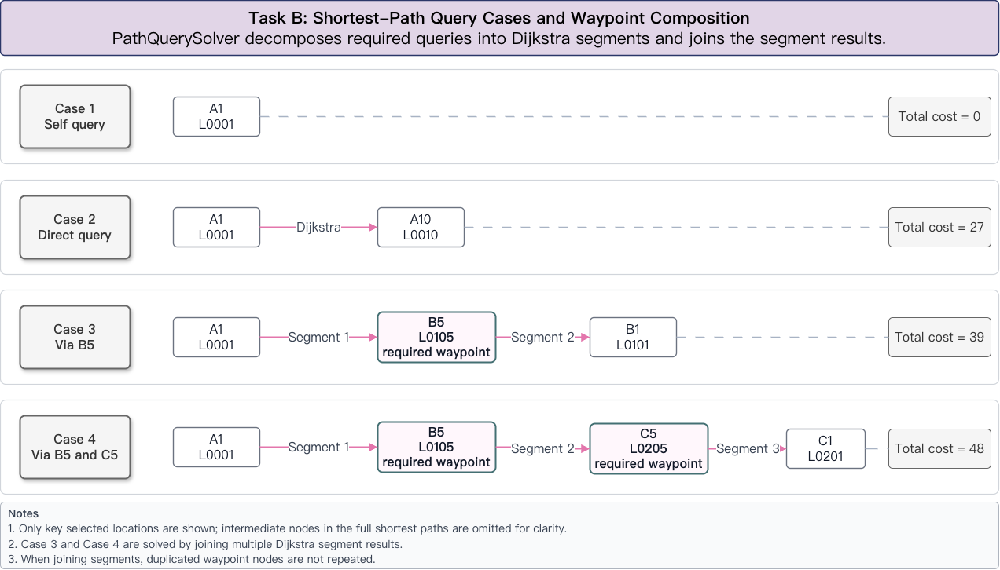 Task B: Shortest-Path Query Cases and Waypoint Composition
PathQuerySolver decomposes required queries into Dijkstra segments and joins the segment results.
Case 1
Self query
A1
L0001
Total cost = 0
Case 2
Direct query
A1
L0001
Dijkstra
A10
L0010
Total cost = 27
Case 3
Via B5
A1
L0001
Segment 1
B5
L0105
required waypoint
Segment 2
B1
L0101
Total cost = 39
Case 4
Via B5 and C5
A1
L0001
Segment 1
B5
L0105
required waypoint
Segment 2
C5
L0205
required waypoint
Segment 3
C1
L0201
Total cost = 48
Notes
1. Only key selected locations are shown; intermediate nodes in the full shortest paths are omitted for clarity.
2. Case 3 and Case 4 are solved by joining multiple Dijkstra segment results.
3. When joining segments, duplicated waypoint nodes are not repeated.